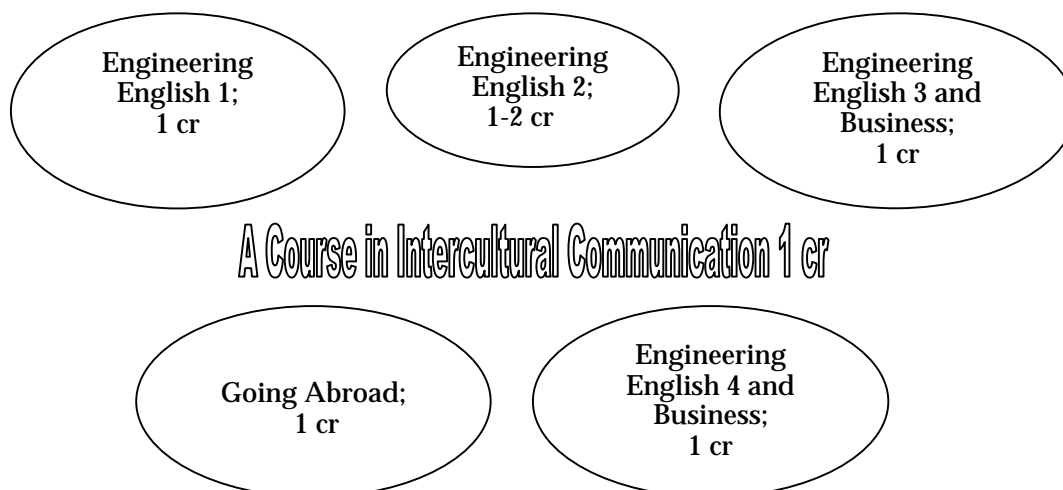 Engineering
English 1;
1 cr
Engineering
English 2;
1-2 cr
Engineering
English 3 and
Business;
1 cr
A Course in Intercultural Communication 1 cr
Going Abroad;
1 cr
Engineering
English 4 and
Business;
1 cr